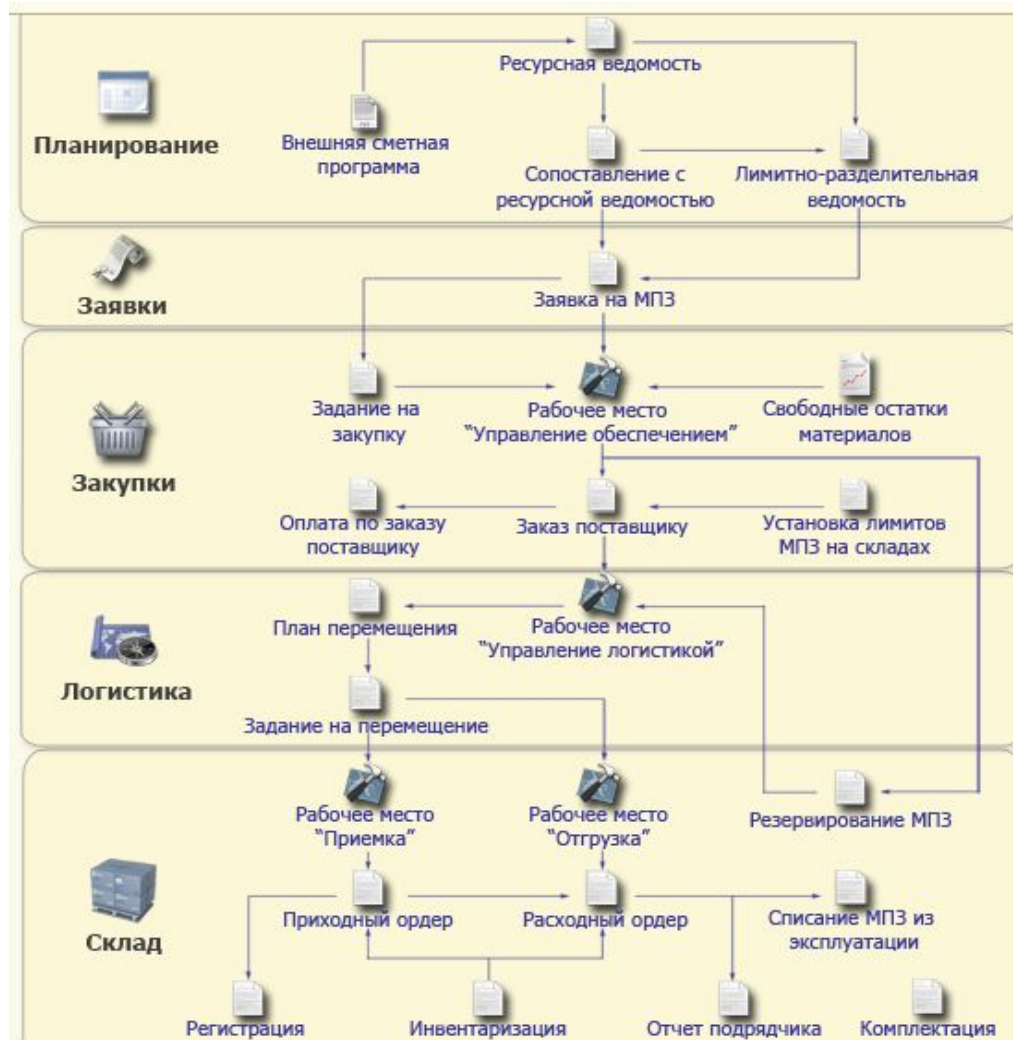 Планирование
Ресурсная ведомость
Внешняя сметная
программа
Сопоставление с
ресурсной ведомостью
Лимитно-разделительная
ведомость
Заявки
Заявка на МПЗ
Закупки
Задание на
закупку
Рабочее место
“Управление обеспечением”
Свободные остатки
материалов
Оплата по заказу
поставщику
Заказ поставщику
Установка лимитов
МПЗ на складах
Логистика
План перемещения
Рабочее место
“Управление логистикой”
Задание на перемещение
Склад
Рабочее место
“Приемка”
Рабочее место
“Отгрузка”
Резервирование МПЗ
Приходный ордер
Расходный ордер
Списание МПЗ из
эксплуатации
Регистрация
Инвентаризация
Отчет подрядчика
Комплектация